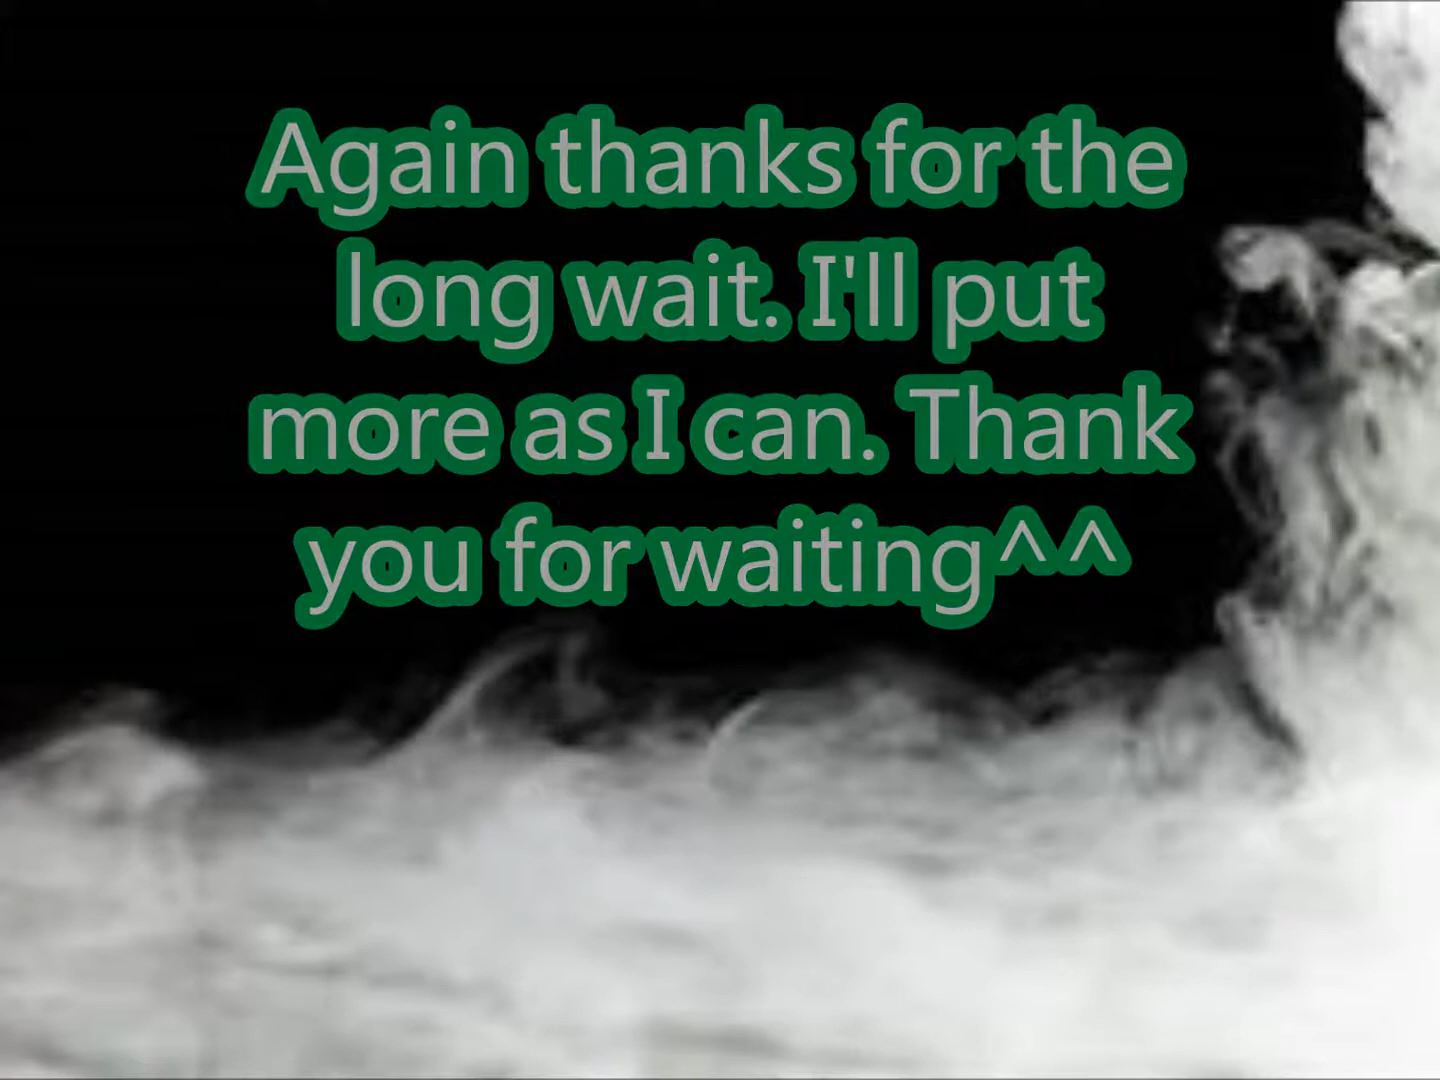 Again thanks for the
long wait. I'll put
more as I can. Thank
you for waiting^^